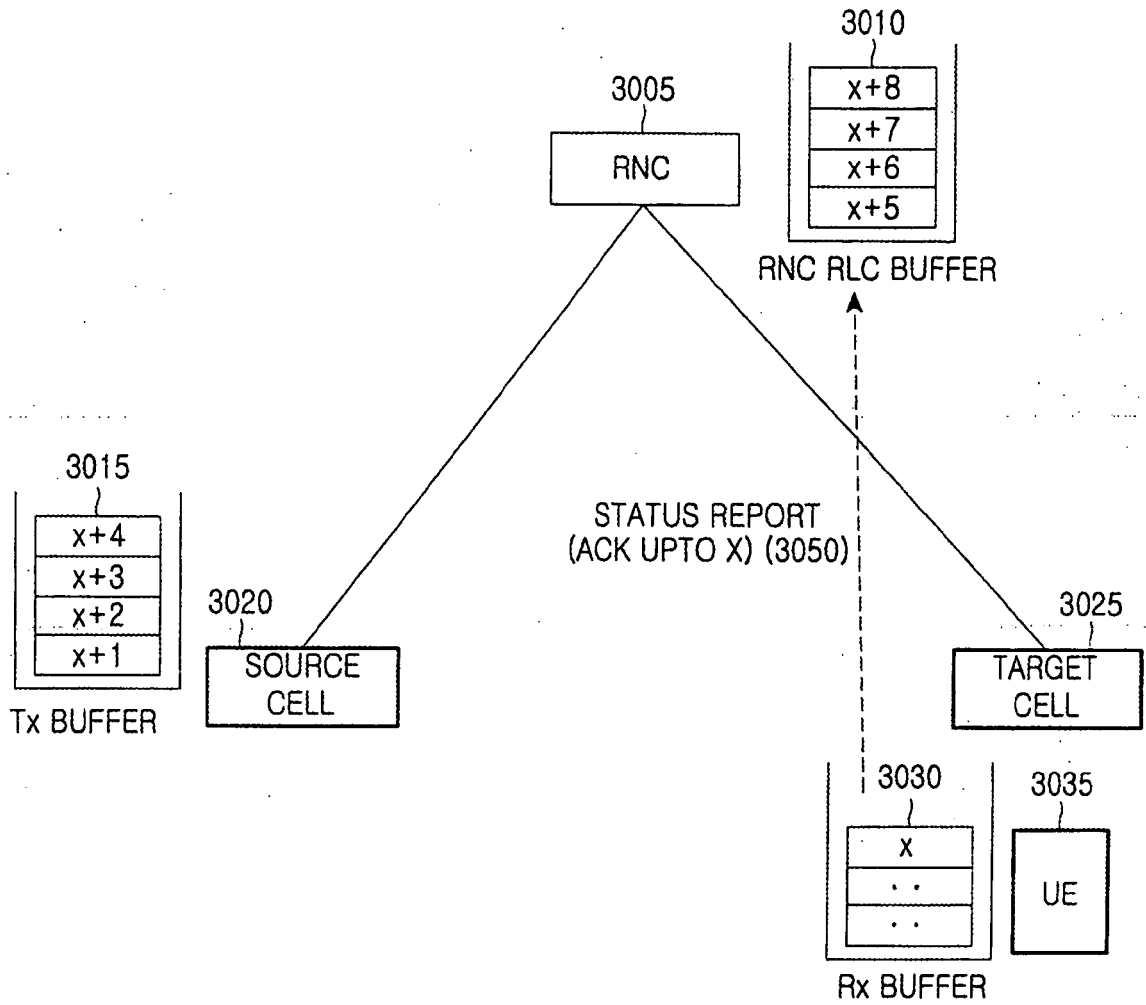 3010
x+8
x+7
x+6
x+5
RNC RLC BUFFER
3005
RNC
3015
x+4
x+3
x+2
x+1
Tx BUFFER
3020
SOURCE
CELL
STATUS REPORT
(ACK UPTO X) (3050)
3025
TARGET
CELL
3030
x
. .
. .
Rx BUFFER
3035
UE